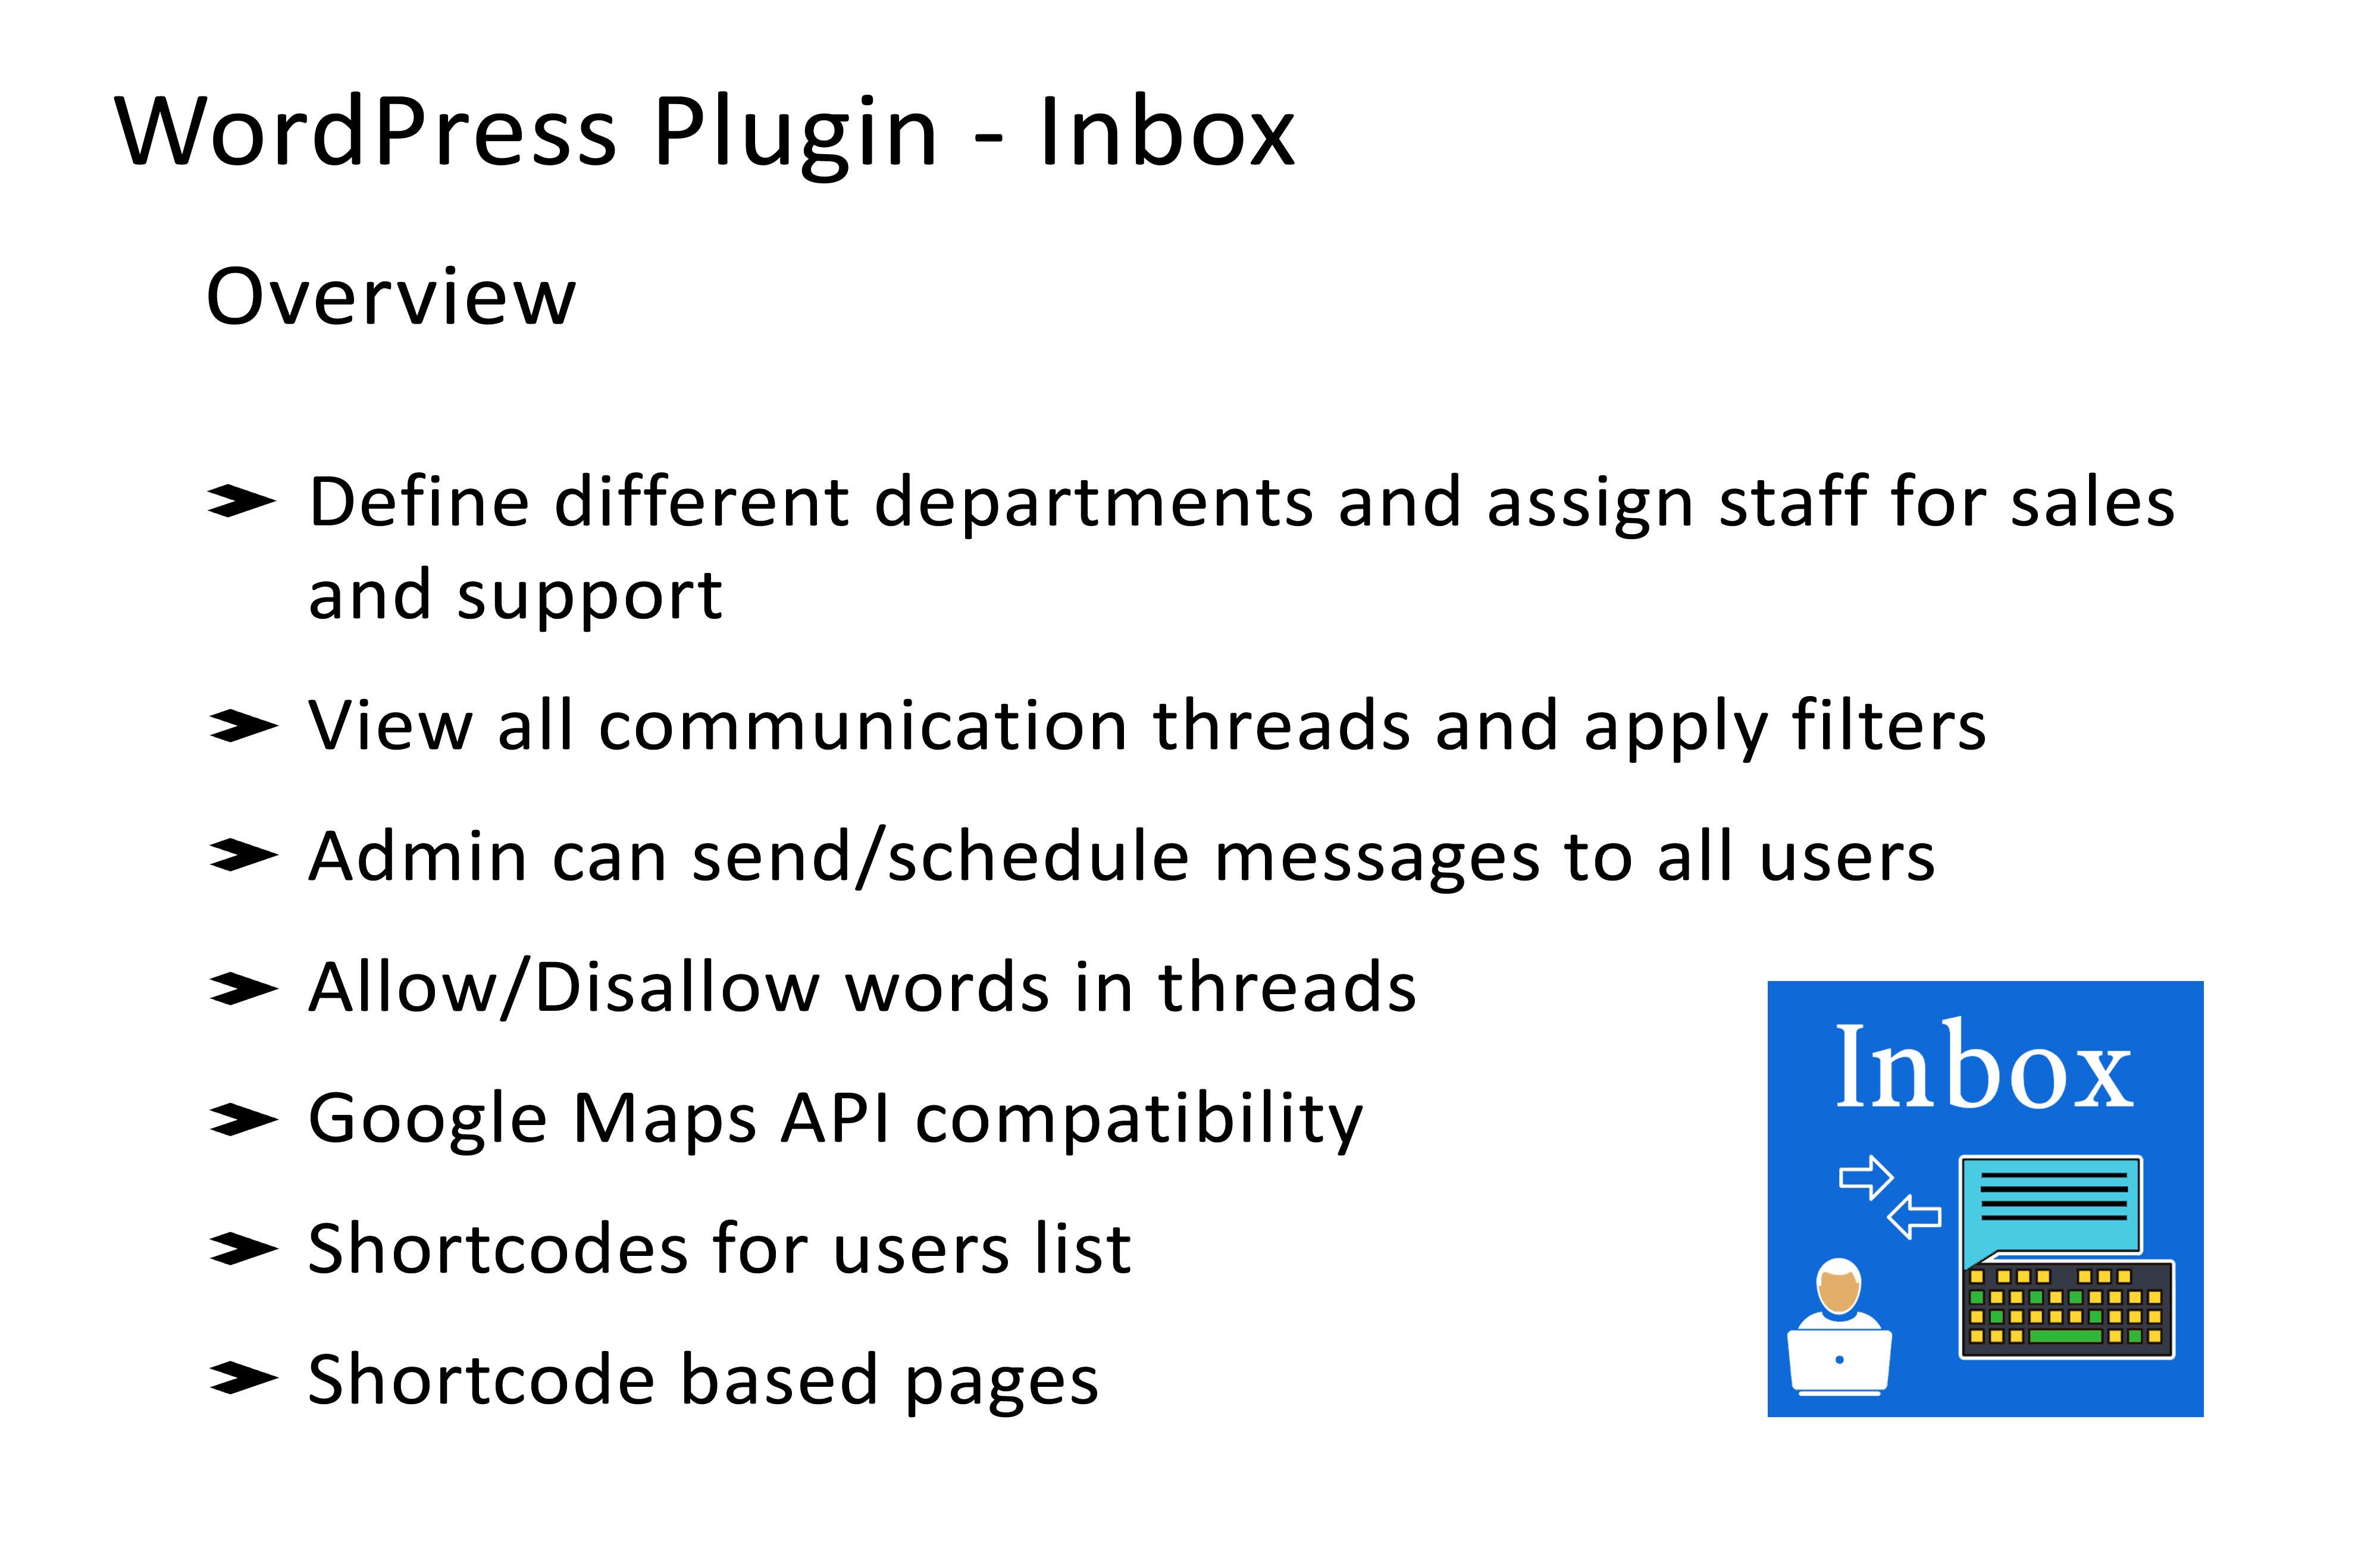 WordPress Plugin - Inbox
Overview
➢ Define different departments and assign staff for sales
and support
➢ View all communication threads and apply filters
➢ Admin can send/schedule messages to all users
➢ Allow/Disallow words in threads
➢ Google Maps API compatibility
➢ Shortcodes for users list
➢ Shortcode based pages
Inbox